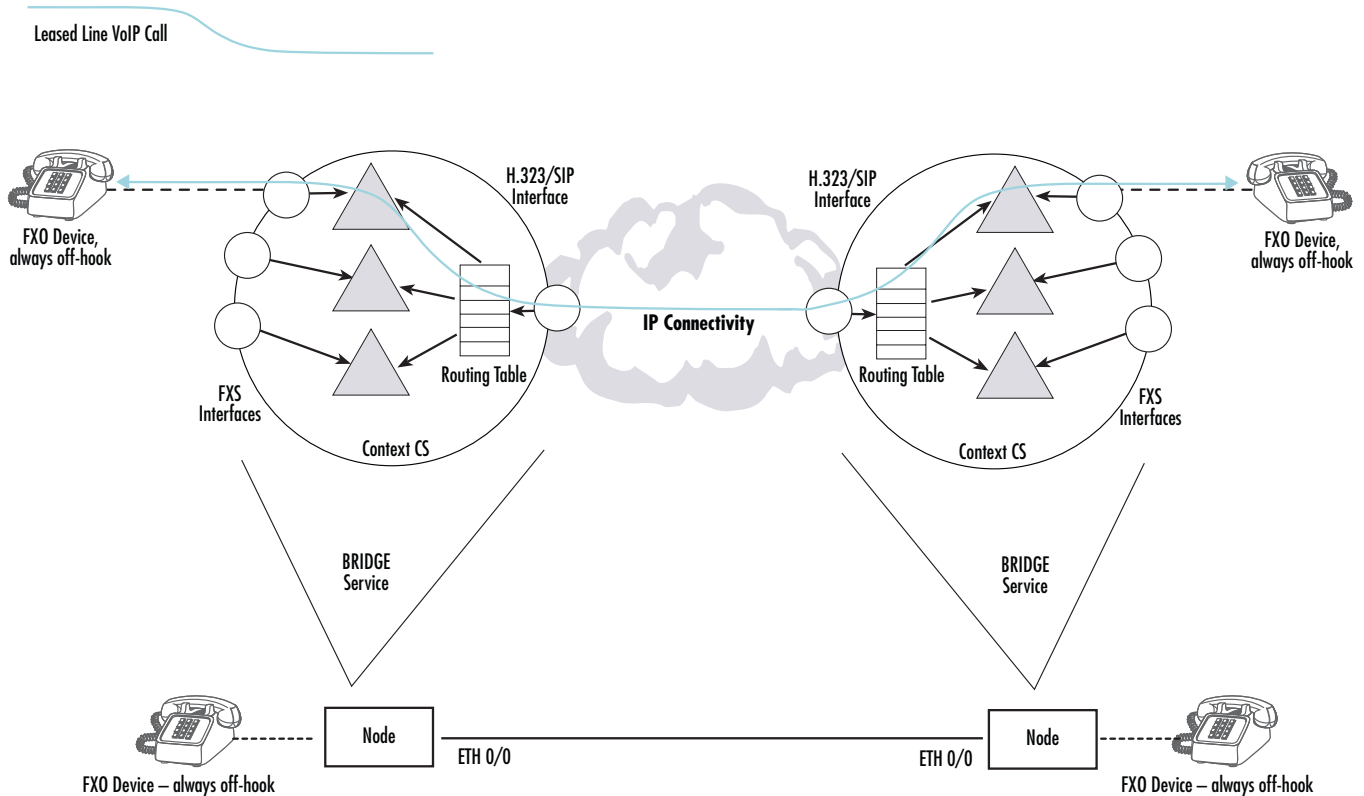 Leased Line VoIP Call
H.323/SIP
Interface
H.323/SIP
Interface
FXO Device,
always off-hook
FXO Device,
always off-hook
IP Connectivity
Routing Table
Routing Table
FXS
Interfaces
FXS
Interfaces
Context CS
Context CS
BRIDGE
Service
BRIDGE
Service
Node
Node
ETH 0/0
ETH 0/0
FXO Device – always off-hook
FXO Device – always off-hook